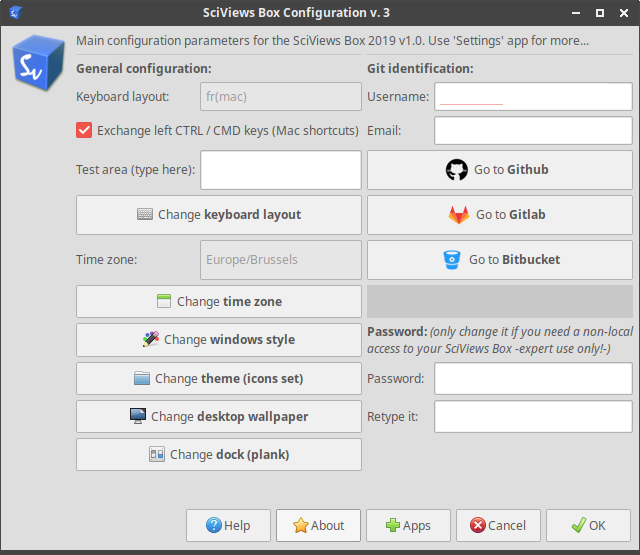 SciViews Box Configuration v. 3
Main configuration parameters for the SciViews Box 2019 v1.0. Use 'Settings' app for more...
General configuration:
Keyboard layout:
fr(mac)
Exchange left CTRL / CMD keys (Mac shortcuts)
Test area (type here):
Change keyboard layout
Time zone:
Europe/Brussels
Change time zone
Change windows style
Change theme (icons set)
Change desktop wallpaper
Change dock (plank)
Git identification:
Username:
Email:
Go to Github
Go to Gitlab
Go to Bitbucket
Password: (only change it if you need a non-local
access to your SciViews Box -expert use only!-)
Password:
Retype it:
Help
About
Apps
Cancel
OK
Sv